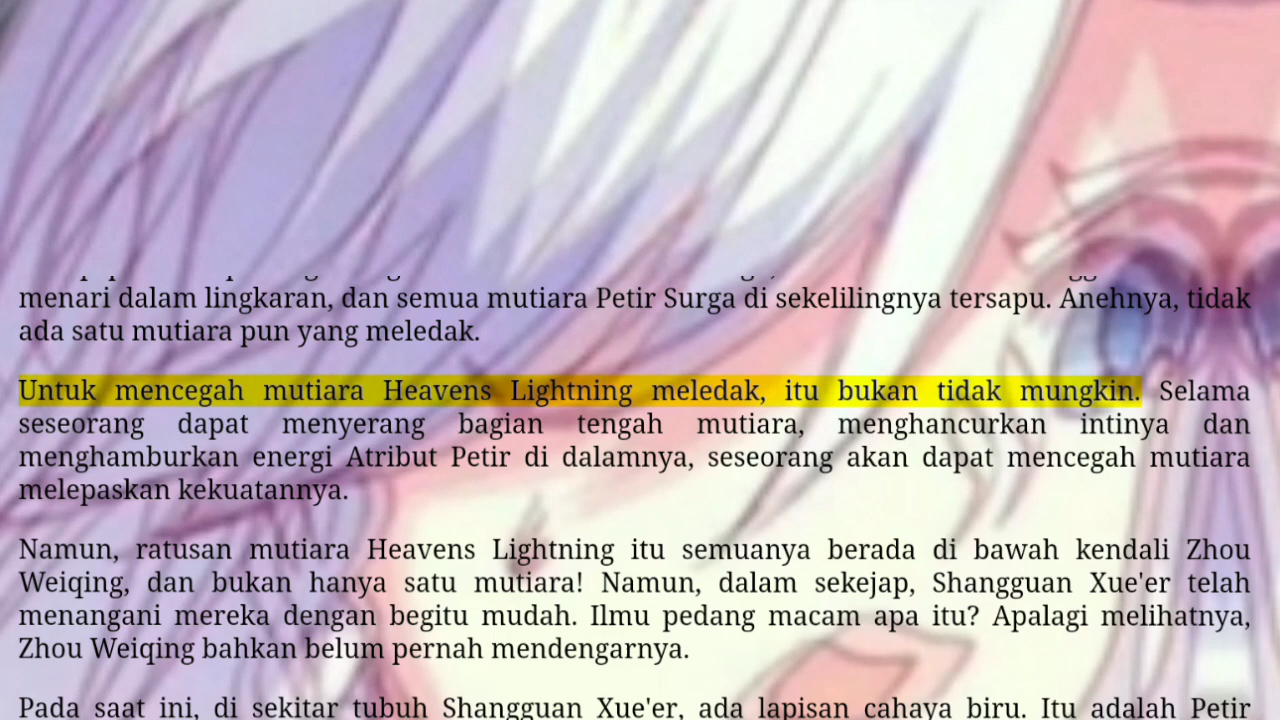 menari dalam lingkaran, dan semua mutiara Petir Surga di sekelilingnya tersapu. Anehnya, tidak
ada satu mutiara pun yang meledak.
Untuk mencegah mutiara Heavens Lightning meledak, itu bukan tidak mungkin. Selama
seseorang dapat menyerang bagian tengah mutiara, menghancurkan intinya dan
menghamburkan energi Atribut Petir di dalamnya, seseorang akan dapat mencegah mutiara
melepaskan kekuatannya.
Namun, ratusan mutiara Heavens Lightning itu semuanya berada di bawah kendali Zhou
Weiqing, dan bukan hanya satu mutiara! Namun, dalam sekejap, Shangguan Xue'er telah
menangani mereka dengan begitu mudah. Ilmu pedang macam apa itu? Apalagi melihatnya,
Zhou Weiqing bahkan belum pernah mendengarnya.
Pada saat ini, di sekitar tubuh Shangguan Xue'er, ada lapisan cahaya biru. Itu adalah Petir